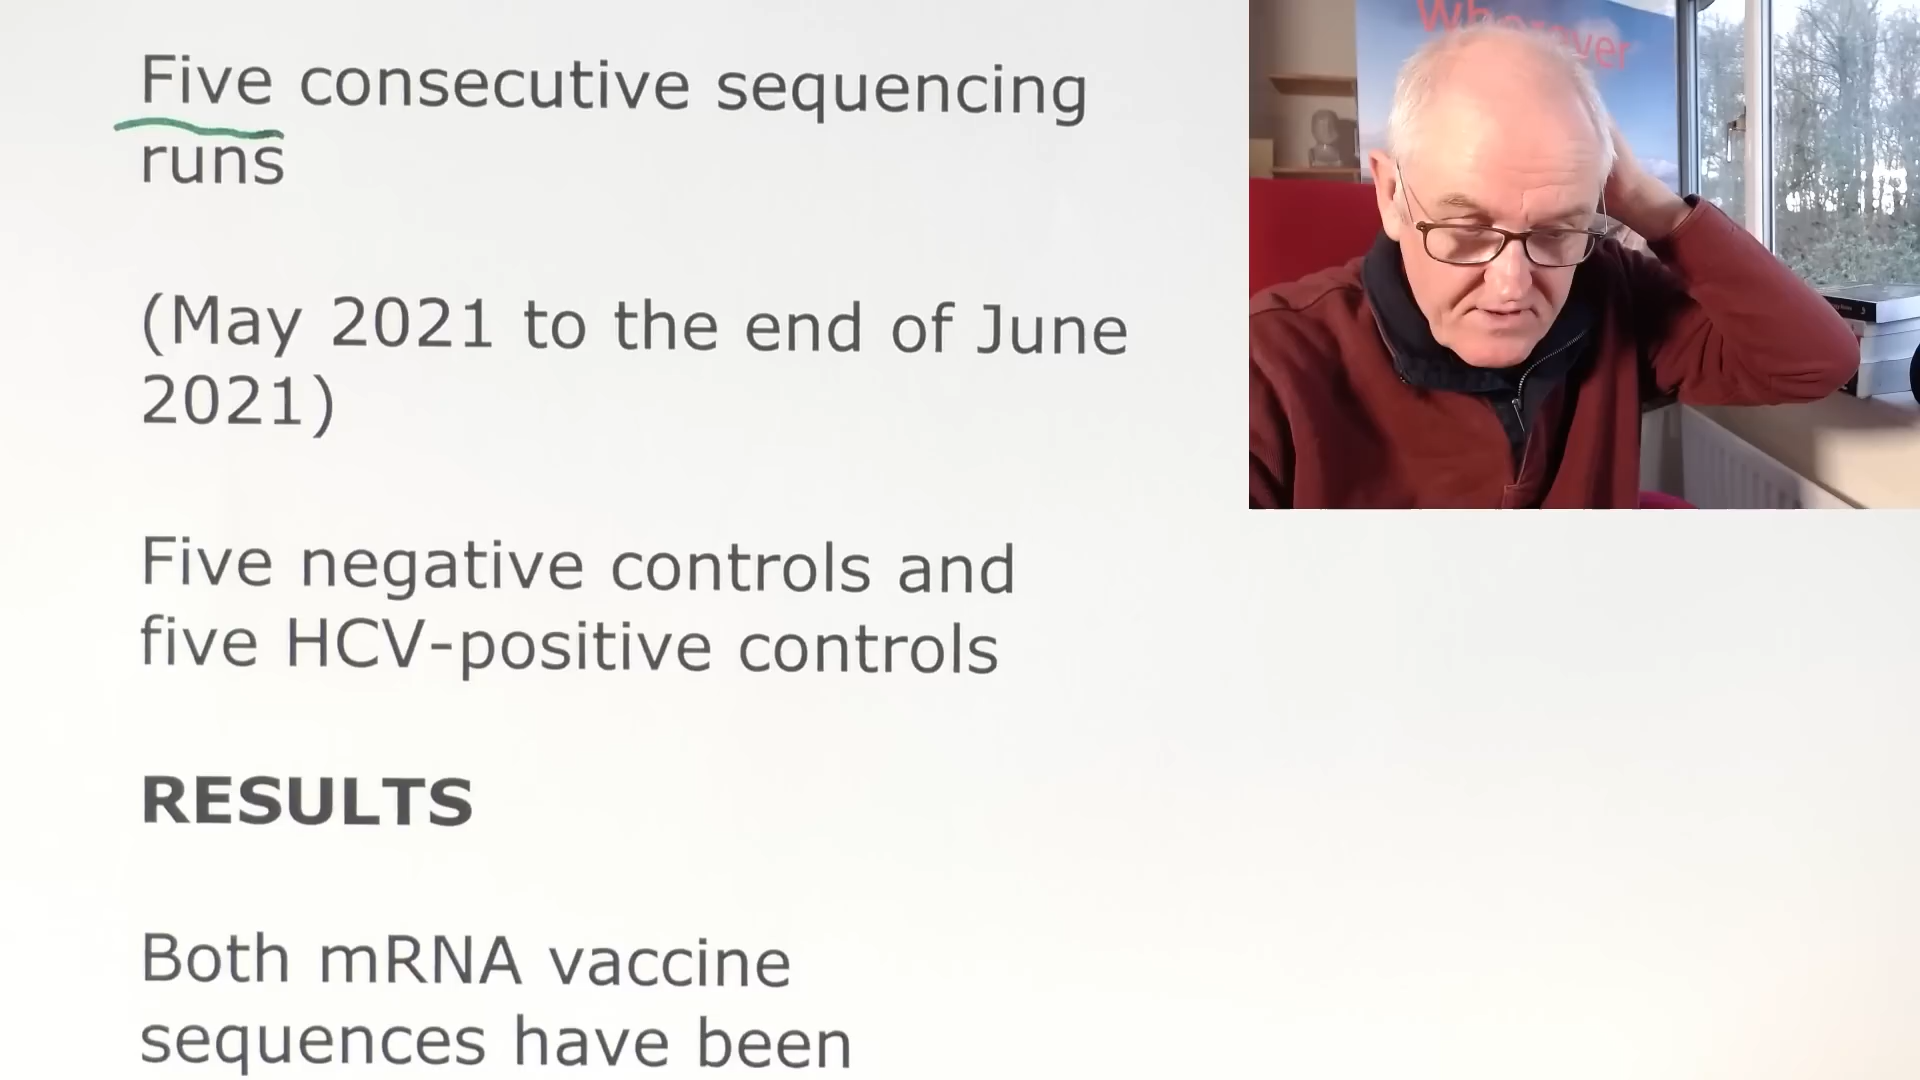 Five consecutive sequencing
runs
(May 2021 to the end of June
2021)
Five negative controls and
five HCV-positive controls
RESULTS
Both mRNA vaccine
sequences have been